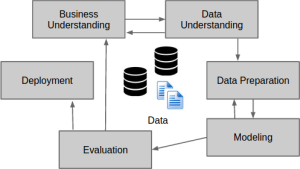 Business
Understanding
Data
Understanding
Deployment
Data Preparation
Data
Evaluation
Modeling